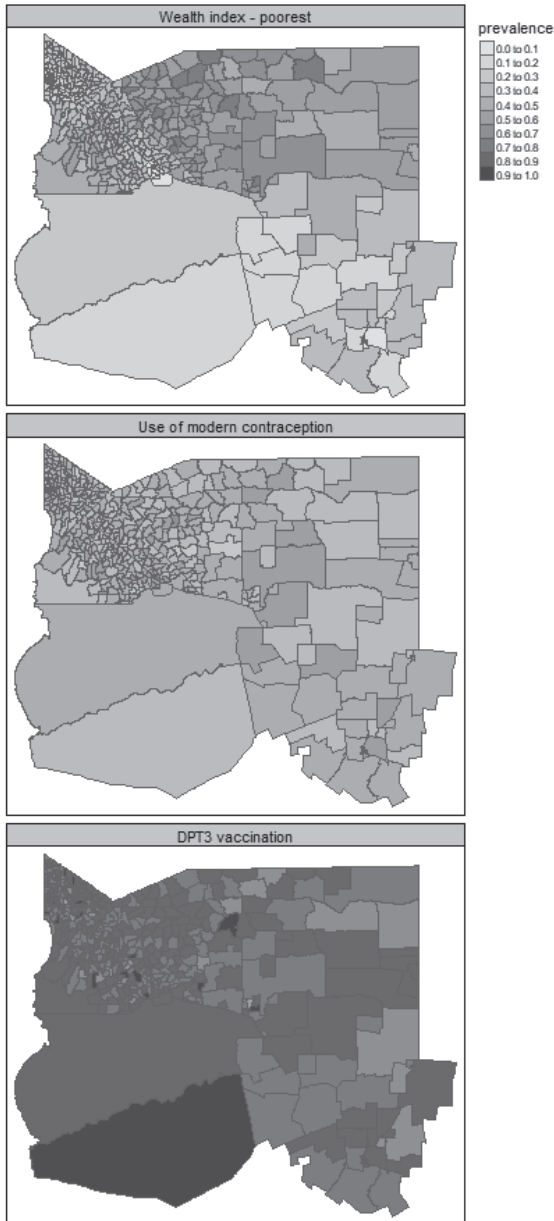 Wealth index - poorest
prevalence
0.0 to 0.1
0.1 to 0.2
0.2 to 0.3
0.3 to 0.4
0.4 to 0.5
0.5 to 0.6
0.6 to 0.7
0.7 to 0.8
0.8 to 0.9
0.9 to 1.0
Use of modern contraception
DPT3 vaccination